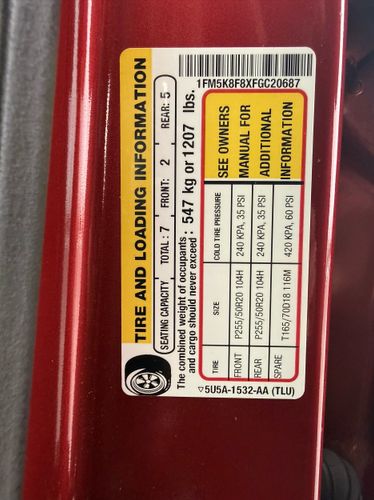 1FM5K8F8XFGC20687
TIRE AND LOADING INFORMATION
SEATING CAPACITY TOTAL: 7 FRONT: 2 REAR: 5
The combined weight of occupants
and cargo should never exceed : 547 kg or 1207 lbs.
TIRE SIZE COLD TIRE PRESSURE
FRONT P255/50R20 104H 240 KPA, 35 PSI
REAR P255/50R20 104H 240 KPA, 35 PSI
SPARE T165/70D18 116M 420 KPA, 60 PSI
SEE OWNERS
MANUAL FOR
ADDITIONAL
INFORMATION
5U5A-1532-AA (TLU)